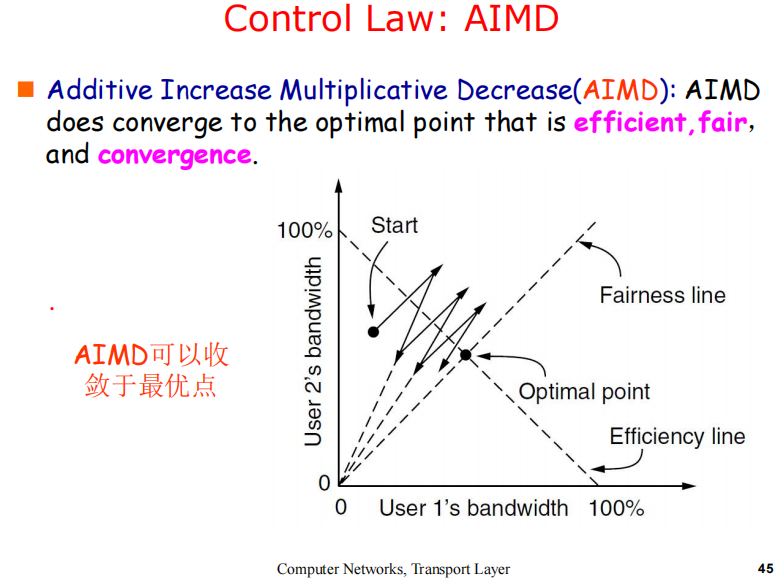 Control Law: AIMD
Additive Increase Multiplicative Decrease(AIMD): AIMD
does converge to the optimal point that is efficient,fair，
and convergence.
100%
Start
User 2's bandwidth
Fairness line
AIMD可以收
敛于最优点
Optimal point
Efficiency line
0
0
User 1's bandwidth
100%
Computer Networks, Transport Layer
45